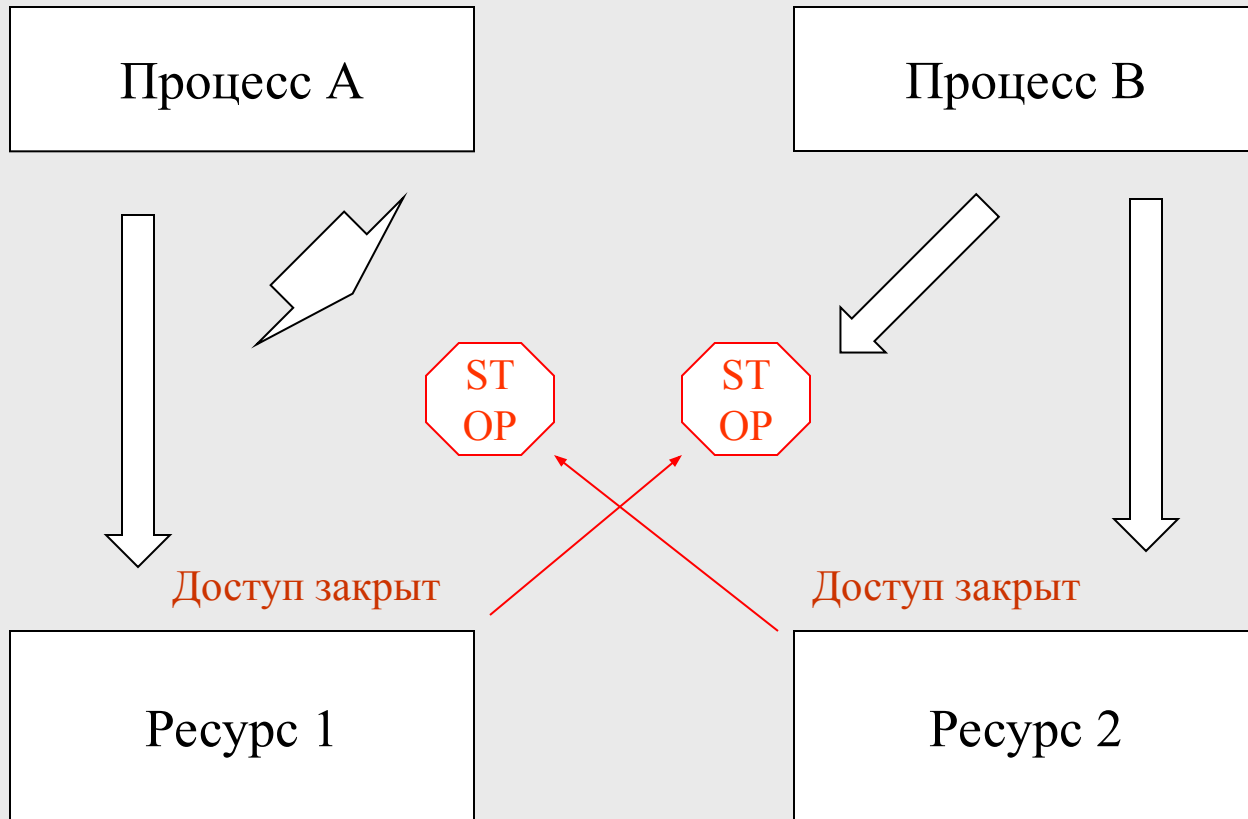 Процесс А
Процесс В
ST
OP
ST
OP
Доступ закрыт
Доступ закрыт
Ресурс 1
Ресурс 2